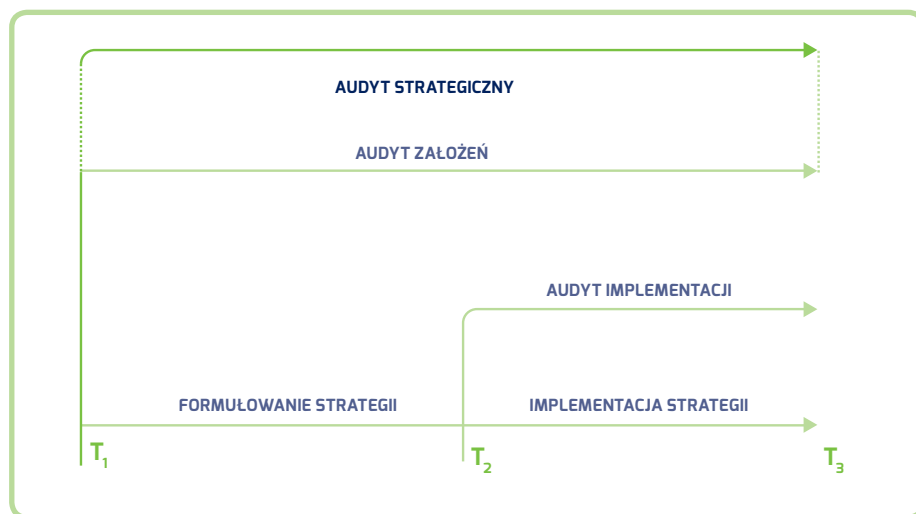 AUDYT STRATEGICZNY
AUDYT ZAŁOŻEŃ
AUDYT IMPLEMENTACJI
FORMUŁOWANIE STRATEGII
IMPLEMENTACJA STRATEGII
T₁
T₂
T₃